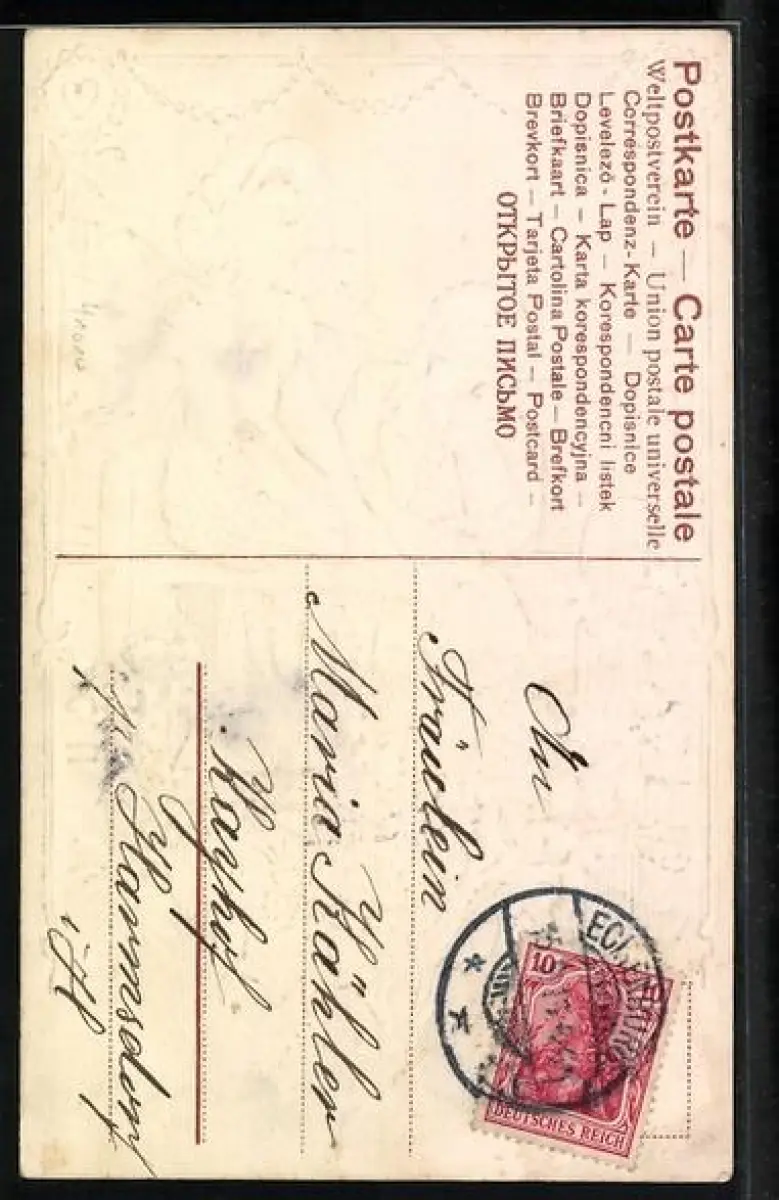 Postkarte — Carte postale
Weltpostverein — Union postale universelle
Correspondenz-Karte — Dopisnice
Levelező-Lap — Korespondencni listek
Dopisnica — Karta korespondencyjna —
Briefkaart — Cartolina Postale — Brefkort
Brevkort — Tarjeta Postal — Postcard —
ОТКРЫТОЕ ПИСЬМО
An
Fräulein
Maria Kähler
10
DEUTSCHES REICH